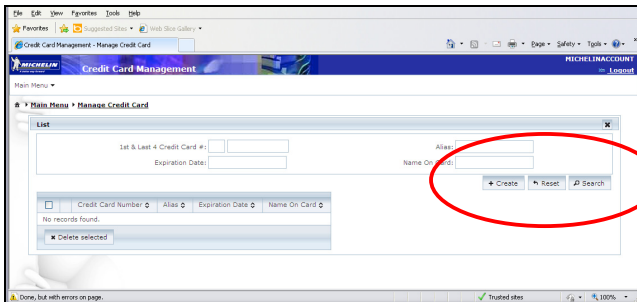 File Edit View Favorites Tools Help
Favorites Suggested Sites Web Slice Gallery
Credit Card Management - Manage Credit Card Page Safety Tools
MICHELIN Credit Card Management MICHELINACCOUNT
Logout
Main Menu
Main Menu Manage Credit Card
List
1st & Last 4 Credit Card #: Alias:
Expiration Date: Name On Card:
Create Reset Search
Credit Card Number Alias Expiration Date Name On Card
No records found.
Delete selected
Done, but with errors on page. Trusted sites 100%